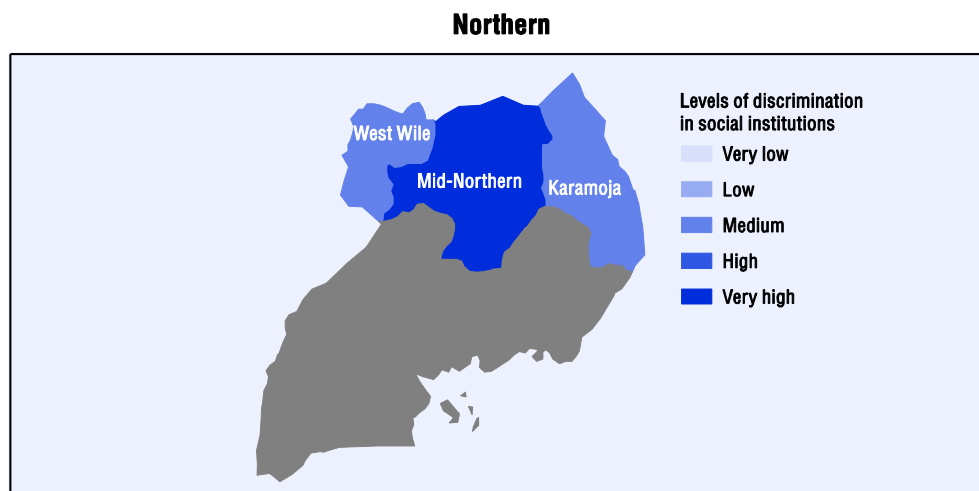 Northern
Levels of discrimination
in social institutions
Very low
Low
Medium
High
Very high
West Wile
Mid-Northern
Karamoja